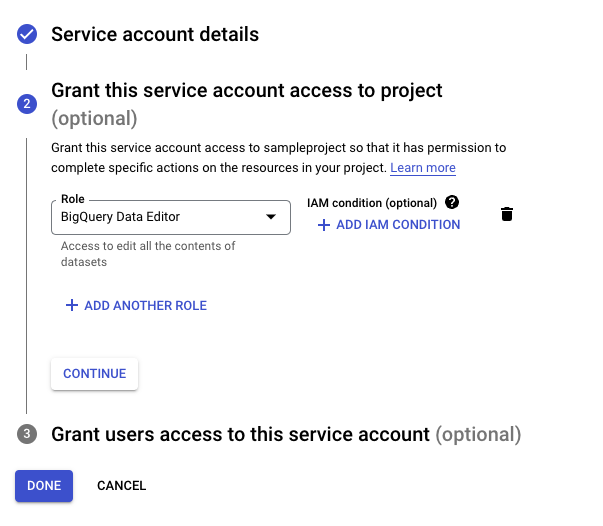 Service account details
2
Grant this service account access to project
(optional)
Grant this service account access to sampleproject so that it has permission to
complete specific actions on the resources in your project. Learn more
Role
IAM condition (optional) ?
BigQuery Data Editor
+ ADD IAM CONDITION
Access to edit all the contents of
datasets
+ ADD ANOTHER ROLE
CONTINUE
3 Grant users access to this service account (optional)
DONE CANCEL